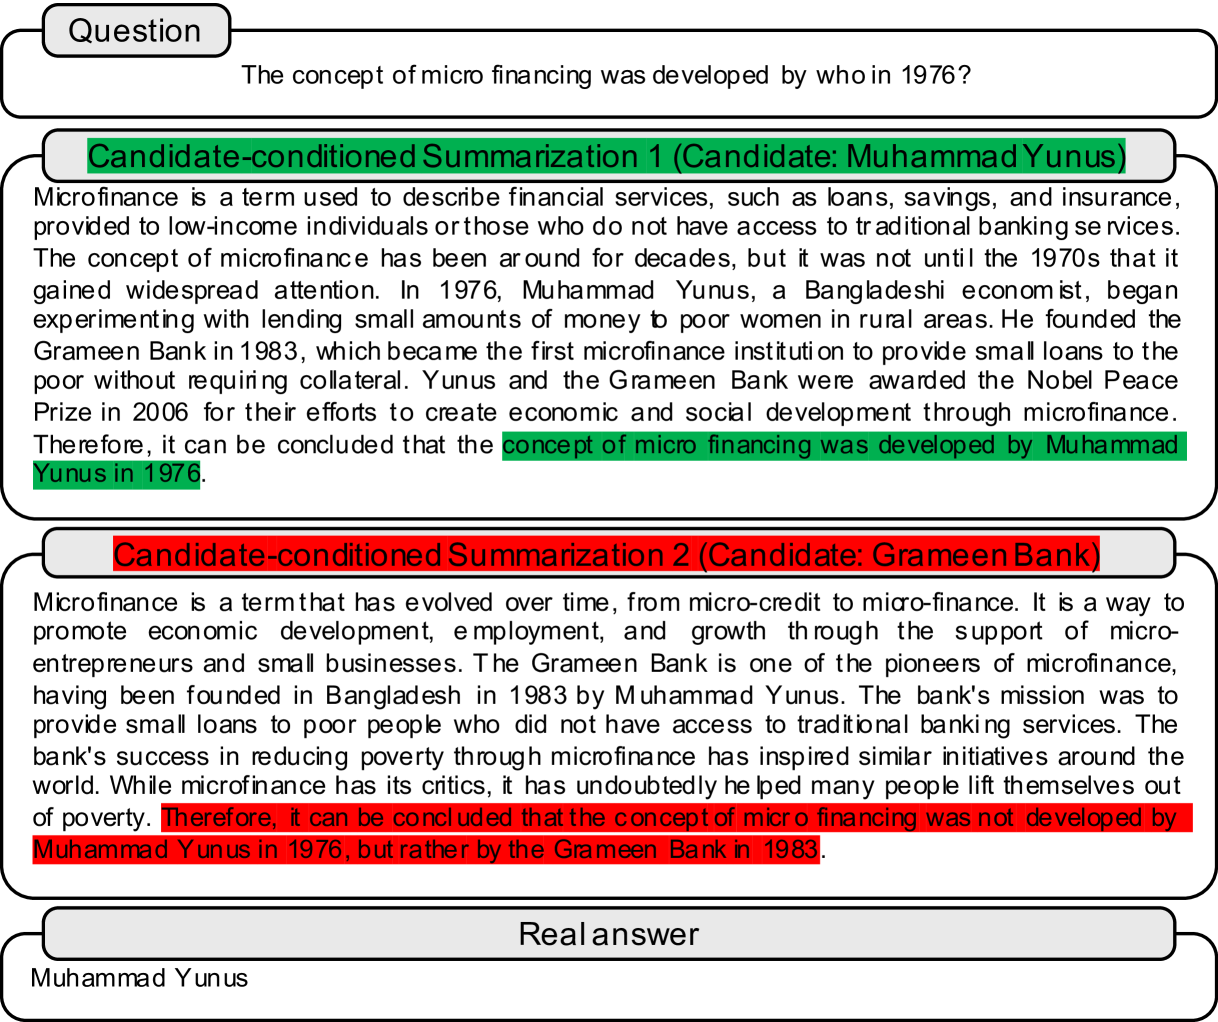 Question
The concept of micro financing was developed by who in 1976?
Candidate-conditioned Summarization 1 (Candidate: Muhammad Yunus)
Microfinance is a term used to describe financial services, such as loans, savings, and insurance,
provided to low-income individuals or those who do not have access to traditional banking services.
The concept of microfinance has been around for decades, but it was not until the 1970s that it
gained widespread attention. In 1976, Muhammad Yunus, a Bangladeshi economist, began
experimenting with lending small amounts of money to poor women in rural areas. He founded the
Grameen Bank in 1983, which became the first microfinance institution to provide small loans to the
poor without requiring collateral. Yunus and the Grameen Bank were awarded the Nobel Peace
Prize in 2006 for their efforts to create economic and social development through microfinance.
Therefore, it can be concluded that the concept of micro financing was developed by Muhammad
Yunus in 1976.
Candidate-conditioned Summarization 2 (Candidate: Grameen Bank)
Microfinance is a term that has evolved over time, from micro-credit to micro-finance. It is a way to
promote economic development, employment, and growth through the support of micro-
entrepreneurs and small businesses. The Grameen Bank is one of the pioneers of microfinance,
having been founded in Bangladesh in 1983 by Muhammad Yunus. The bank's mission was to
provide small loans to poor people who did not have access to traditional banking services. The
bank's success in reducing poverty through microfinance has inspired similar initiatives around the
world. While microfinance has its critics, it has undoubtedly helped many people lift themselves out
of poverty. Therefore, it can be concluded that the concept of micro financing was not developed by
Muhammad Yunus in 1976, but rather by the Grameen Bank in 1983.
Real answer
Muhammad Yunus